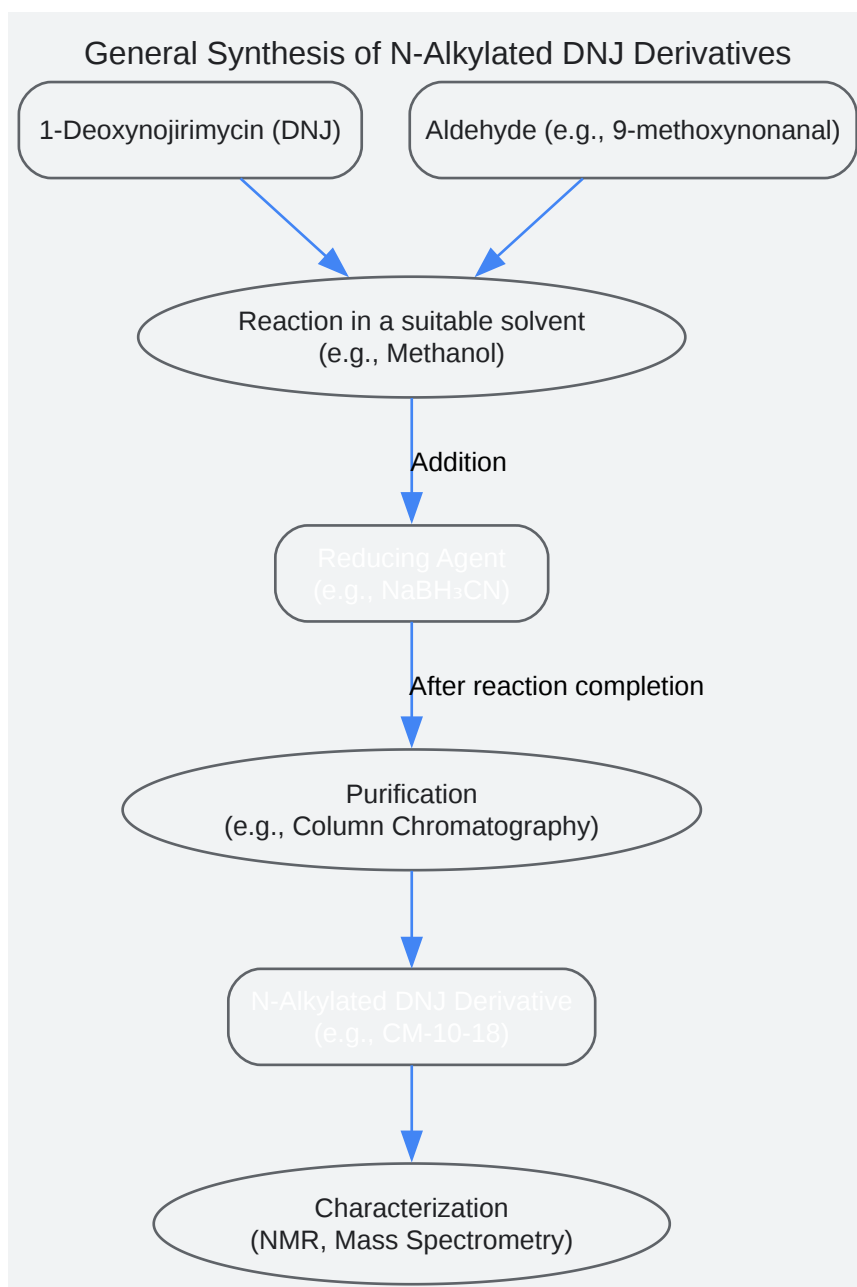 General Synthesis of N-Alkylated DNJ Derivatives
1-Deoxynojirimycin (DNJ)
Aldehyde (e.g., 9-methoxynonanal)
Reaction in a suitable solvent
(e.g., Methanol)
Addition
Reducing Agent
(e.g., NaBH₃CN)
After reaction completion
Purification
(e.g., Column Chromatography)
N-Alkylated DNJ Derivative
(e.g., CM-10-18)
Characterization
(NMR, Mass Spectrometry)